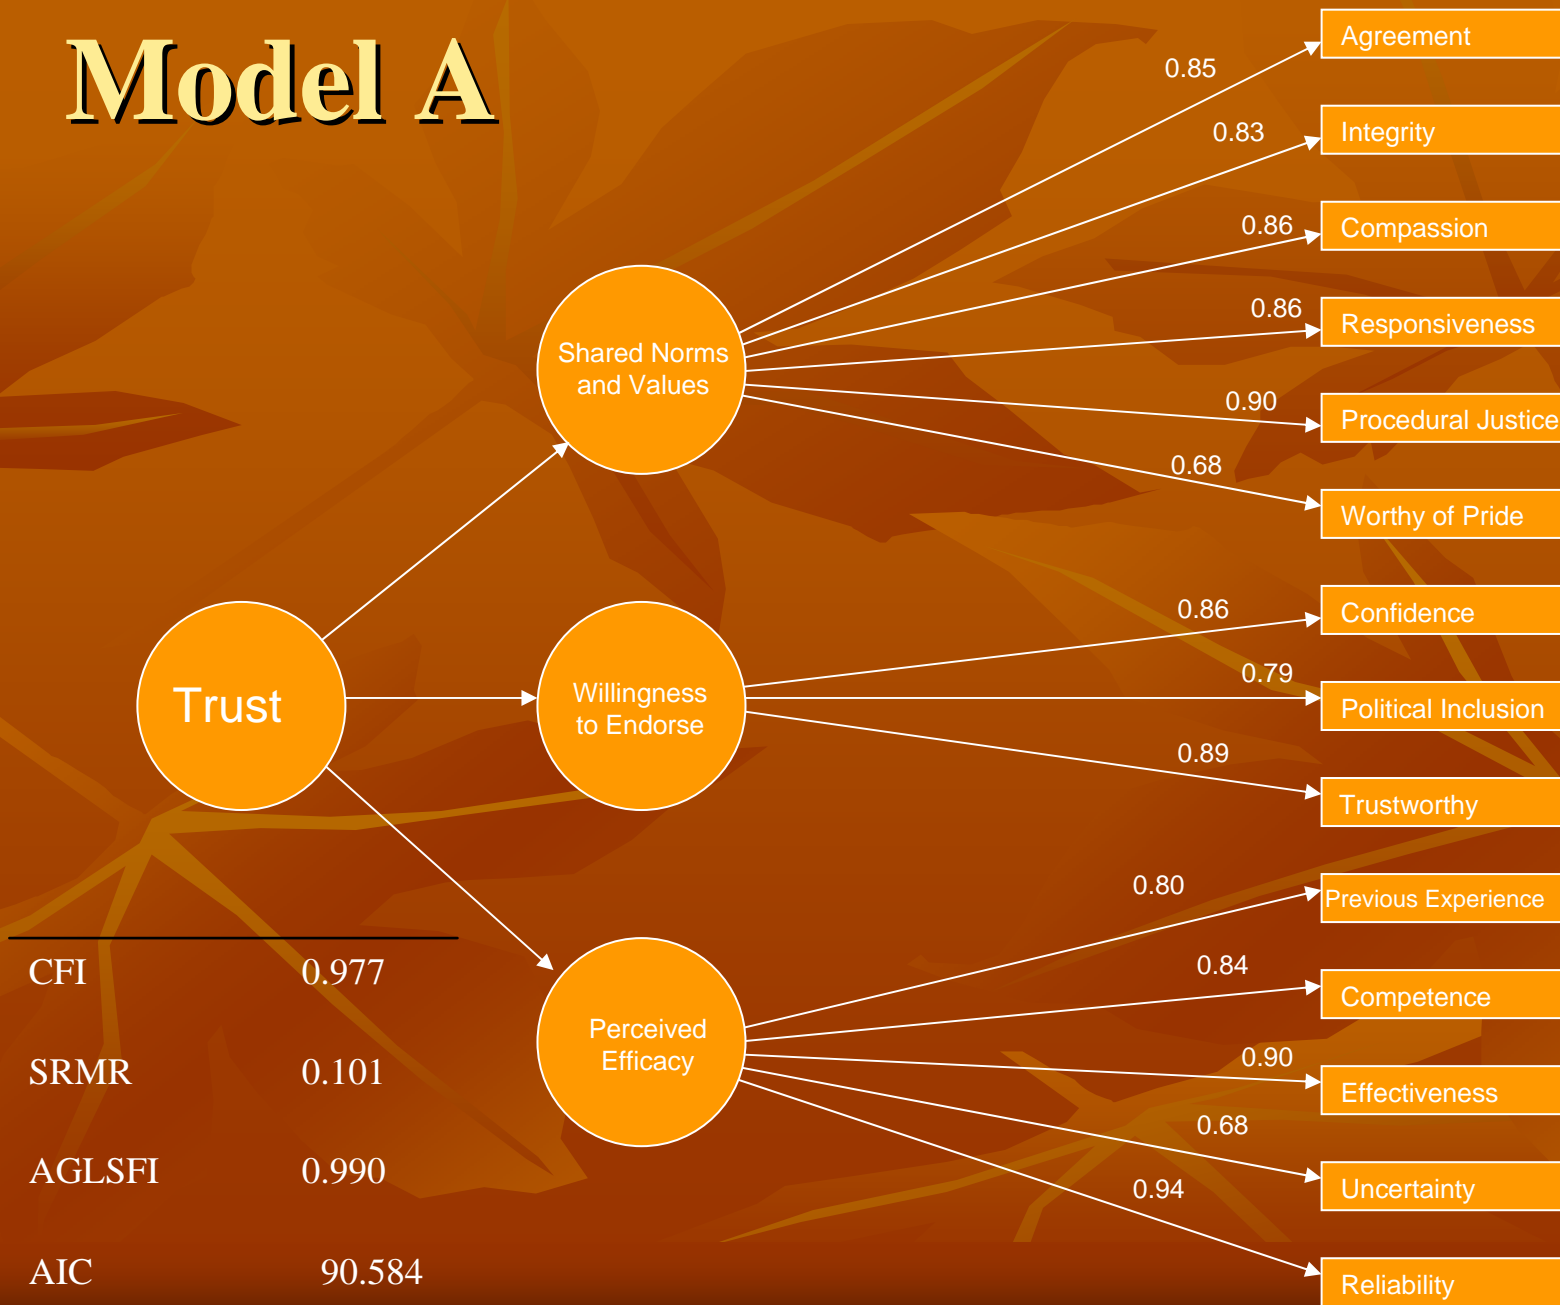 Model A
Agreement
0.85
0.83
Integrity
0.86
Compassion
0.86
Responsiveness
0.90
Procedural Justice
0.68
Worthy of Pride
Shared Norms
and Values
0.86
Confidence
0.79
Political Inclusion
0.89
Trustworthy
Trust
Willingness
to Endorse
0.80
Previous Experience
0.84
Competence
0.90
Effectiveness
0.68
Uncertainty
0.94
Reliability
Perceived
Efficacy
CFI 0.977
SRMR 0.101
AGLSFI 0.990
AIC 90.584